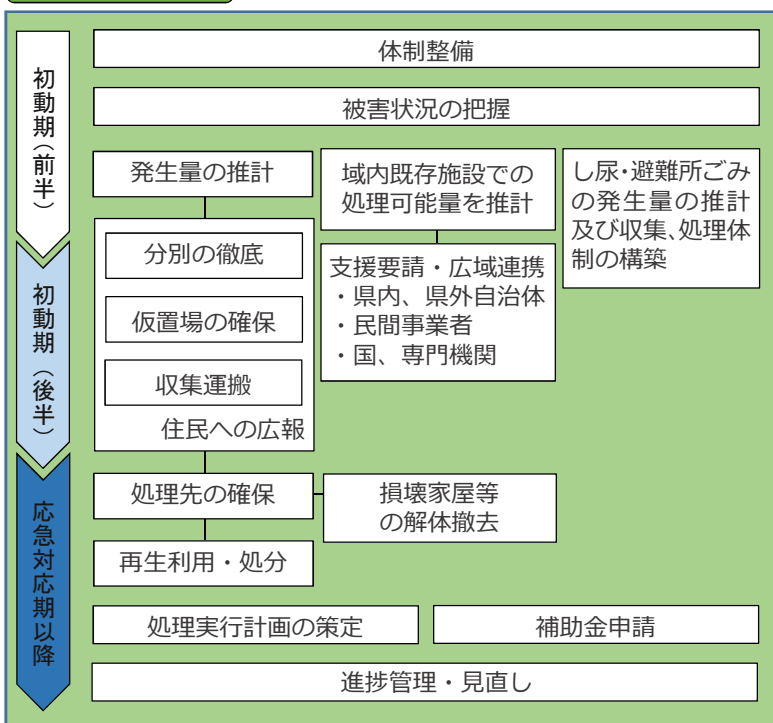 初動期（前半）
初動期（後半）
応急対応期以降
体制整備
被害状況の把握
発生量の推計
分別の徹底
仮置場の確保
収集運搬
住民への広報
域内既存施設での
処理可能量を推計
支援要請・広域連携
・県内、県外自治体
・民間事業者
・国、専門機関
し尿・避難所ごみ
の発生量の推計
及び収集、処理体
制の構築
処理先の確保
損壊家屋等
の解体撤去
再生利用・処分
処理実行計画の策定
補助金申請
進捗管理・見直し